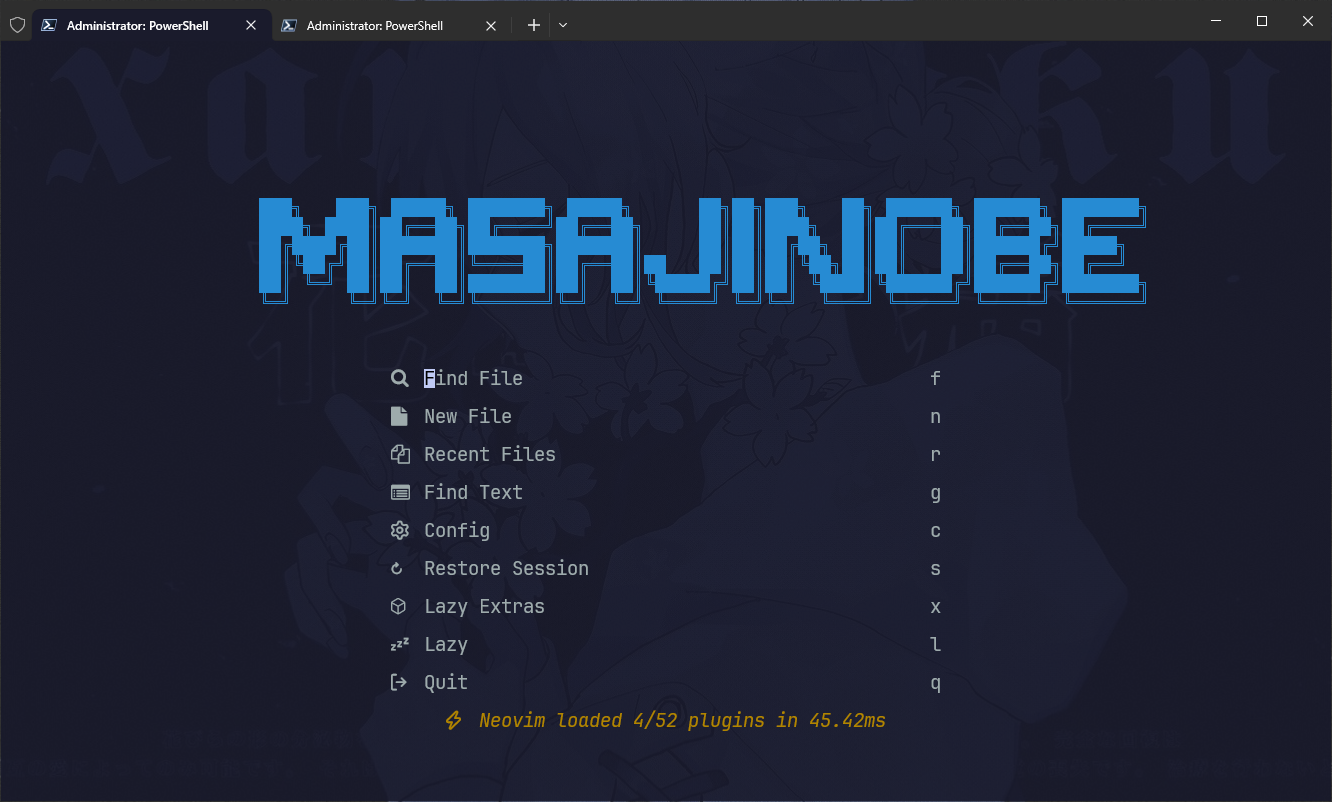 Administrator: PowerShell
Administrator: PowerShell
MASAJINOBE
Find File f
New File n
Recent Files r
Find Text g
Config c
Restore Session s
Lazy Extras x
Lazy l
Quit q
Neovim loaded 4/52 plugins in 45.42ms